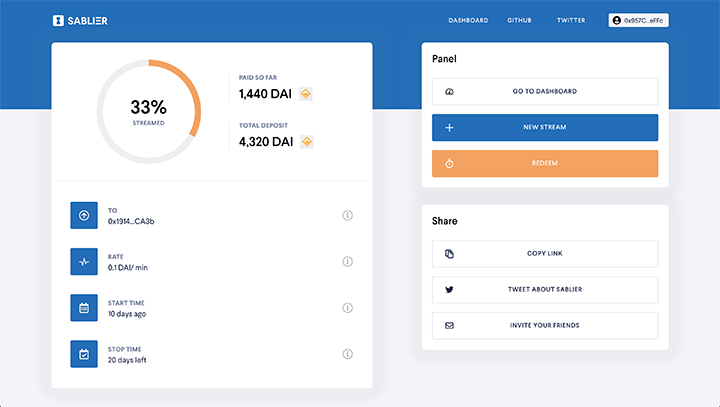 SABLIER
DASHBOARD
GITHUB
TWITTER
0x957C...eFFc
33%
STREAMED
PAID SO FAR
1,440 DAI
TOTAL DEPOSIT
4,320 DAI
TO
0x1914...CA3b
RATE
0.1 DAI/ min
START TIME
10 days ago
STOP TIME
20 days left
Panel
GO TO DASHBOARD
NEW STREAM
REDEEM
Share
COPY LINK
TWEET ABOUT SABLIER
INVITE YOUR FRIENDS